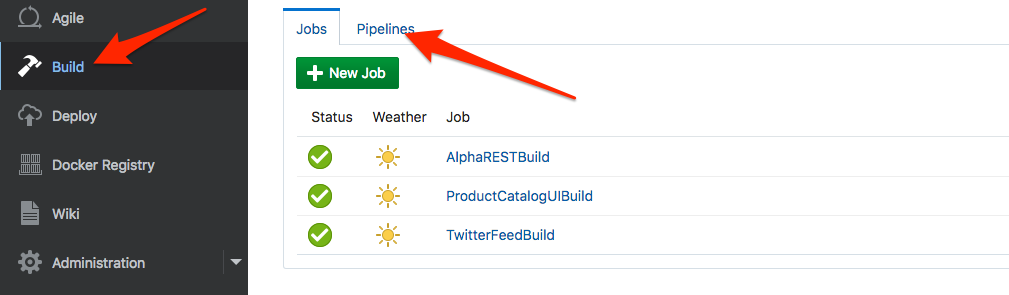 Agile
Build
Deploy
Docker Registry
Wiki
Administration
Jobs Pipelines
New Job
Status Weather Job
AlphaRESTBuild
ProductCatalogUIBuild
TwitterFeedBuild